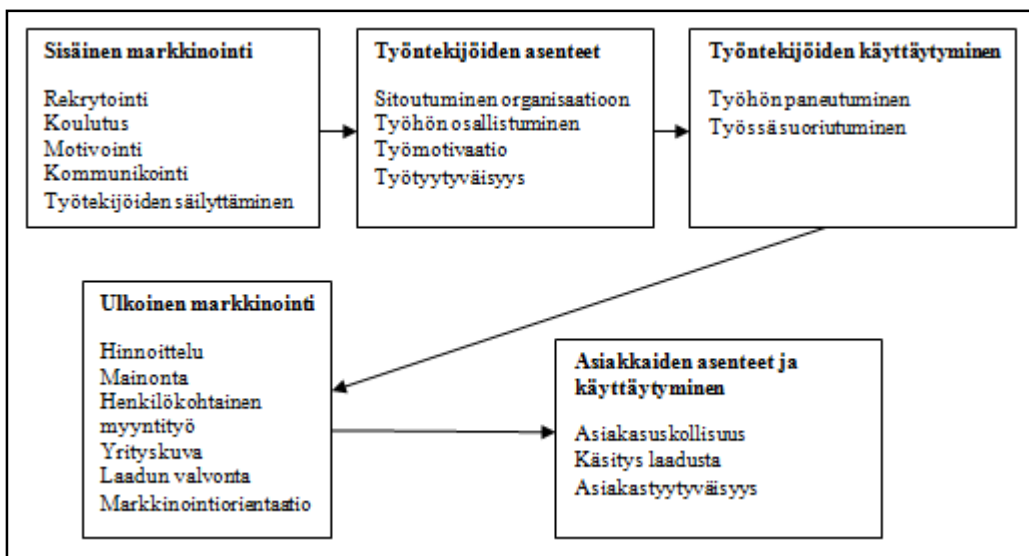 Sisäinen markkinointi
Rekrytointi
Koulutus
Motivointi
Kommunikointi
Työtekijöiden säilyttäminen
Työntekijöiden asenteet
Sitoutuminen organisaatioon
Työhön osallistuminen
Työmotivaatio
Työtyytyväisyys
Työntekijöiden käyttäytyminen
Työhön paneutuminen
Työssä suoriutuminen
Ulkoinen markkinointi
Hinnoittelu
Mainonta
Henkilökohtainen
myyntityö
Yrityskuva
Laadun valvonta
Markkinointiorientaatio
Asiakkaiden asenteet ja
käyttäytyminen
Asiakasuskollisuus
Käsitys laadusta
Asiakastyytyväisyys